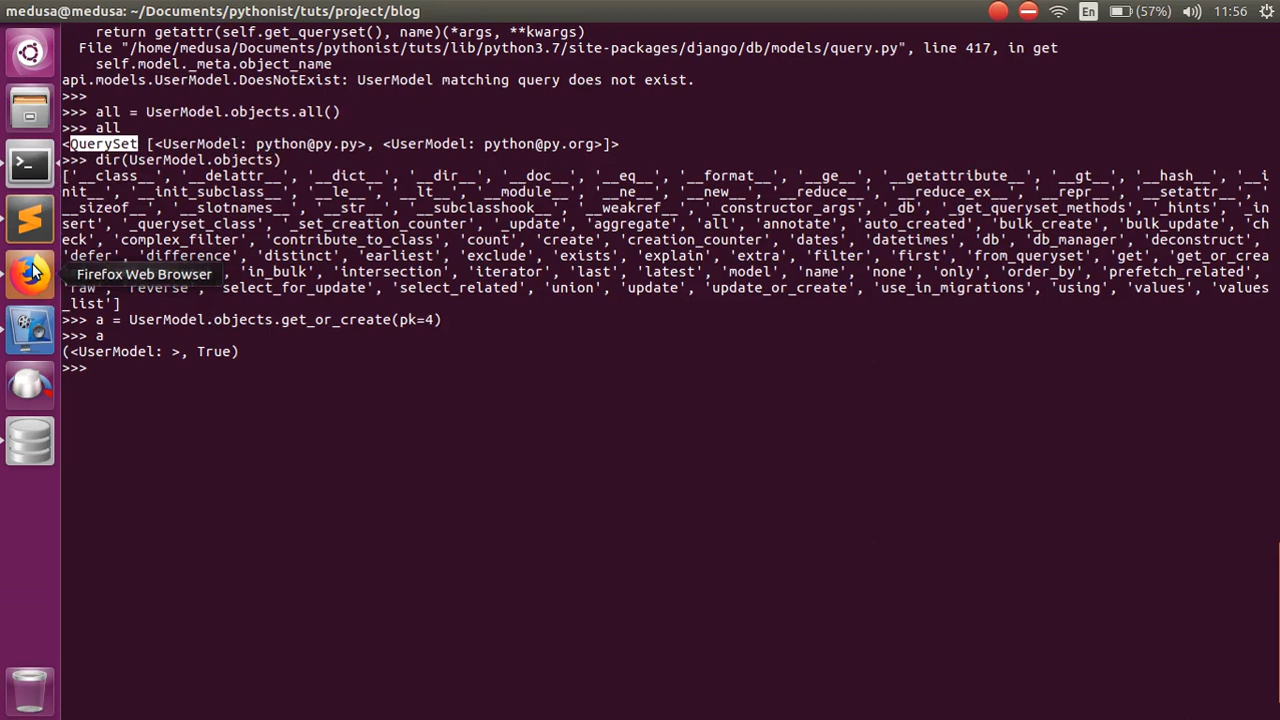 medusa@medusa: ~/Documents/pythonist/tuts/project/blog
En
(57%)
11:56
return getattr(self.get_queryset(), name)(*args, **kwargs)
File "/home/medusa/Documents/pythonist/tuts/lib/python3.7/site-packages/django/db/models/query.py", line 417, in get
self.model._meta.object_name
api.models.UserModel.DoesNotExist: UserModel matching query does not exist.
>>>
>>> all = UserModel.objects.all()
>>> all
<QuerySet [<UserModel: python@py.py>, <UserModel: python@py.org>]>
>>> dir(UserModel.objects)
['__class__', '__delattr__', '__dict__', '__dir__', '__doc__', '__eq__', '__format__', '__ge__', '__getattribute__', '__gt__', '__hash__', '__i
nit__', '__init_subclass__', '__le__', '__lt__', '__module__', '__ne__', '__new__', '__reduce__', '__reduce_ex__', '__repr__', '__setattr__', '
__sizeof__', '__slotnames__', '__str__', '__subclasshook__', '__weakref__', '_constructor_args', '_db', '_get_queryset_methods', '_hints', '_in
sert', '_queryset_class', '_set_creation_counter', '_update', 'aggregate', 'all', 'annotate', 'auto_created', 'bulk_create', 'bulk_update', 'ch
eck', 'complex_filter', 'contribute_to_class', 'count', 'create', 'creation_counter', 'dates', 'datetimes', 'db', 'db_manager', 'deconstruct',
'defer', 'difference', 'distinct', 'earliest', 'exclude', 'exists', 'explain', 'extra', 'filter', 'first', 'from_queryset', 'get', 'get_or_crea
Firefox Web Browser
, 'in_bulk', 'intersection', 'iterator', 'last', 'latest', 'model', 'name', 'none', 'only', 'order_by', 'prefetch_related',
'raw', 'reverse', 'select_for_update', 'select_related', 'union', 'update', 'update_or_create', 'use_in_migrations', 'using', 'values', 'values
_list']
>>> a = UserModel.objects.get_or_create(pk=4)
>>> a
(<UserModel: >, True)
>>>